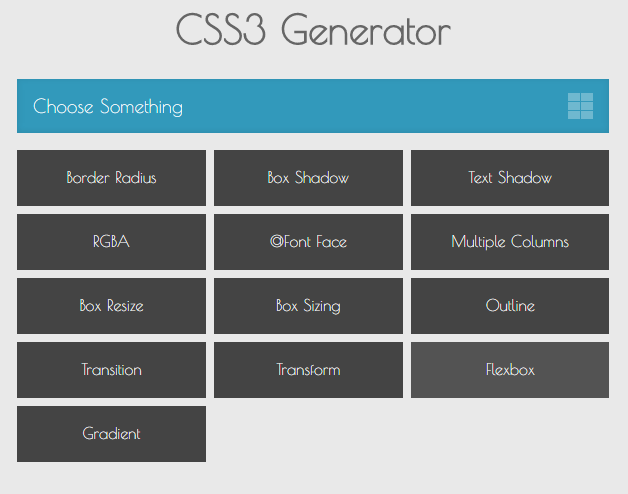 CSS3 Generator
Choose Something
Border Radius
Box Shadow
Text Shadow
RGBA
@Font Face
Multiple Columns
Box Resize
Box Sizing
Outline
Transition
Transform
Flexbox
Gradient